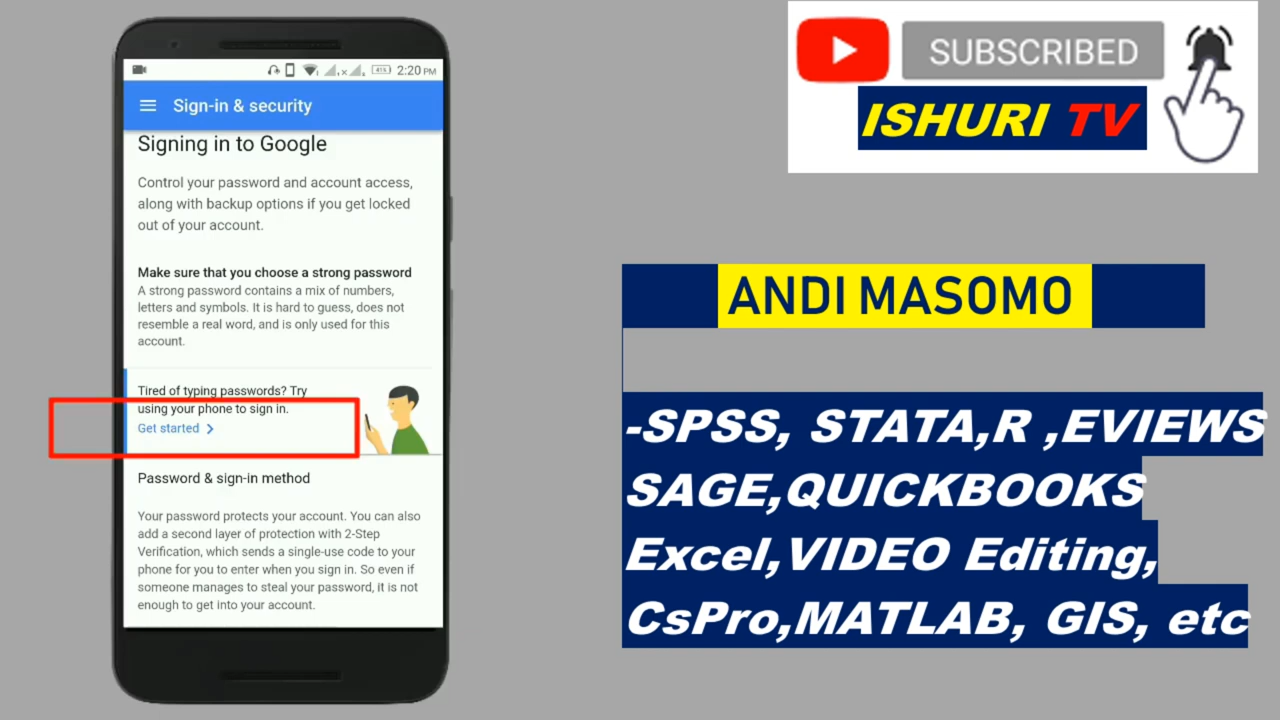 2:20 PM
Sign-in & security
Signing in to Google
Control your password and account access,
along with backup options if you get locked
out of your account.
Make sure that you choose a strong password
A strong password contains a mix of numbers,
letters and symbols. It is hard to guess, does not
resemble a real word, and is only used for this
account.
Tired of typing passwords? Try
using your phone to sign in.
Get started
Password & sign-in method
Your password protects your account. You can also
add a second layer of protection with 2-Step
Verification, which sends a single-use code to your
phone for you to enter when you sign in. So even if
someone manages to steal your password, it is not
enough to get into your account.
SUBSCRIBED
ISHURI TV
ANDI MASOMO
-SPSS, STATA,R ,EVIEWS
SAGE,QUICKBOOKS
Excel,VIDEO Editing,
CsPro,MATLAB, GIS, etc